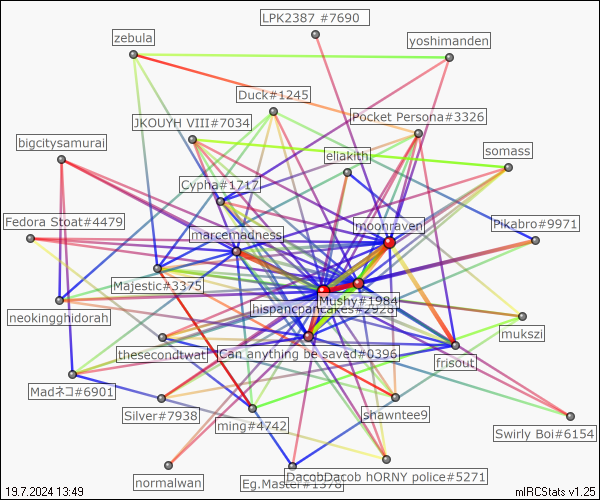 LPK2387 #7690
zebula
yoshimanden
Duck#1245
Pocket Persona#3326
JKOUYH VIII#7034
bigcitysamurai
eliakith
somass
Cypha#1717
Fedora Stoat#4479
moonraven
Pikabro#9971
marcemadness
Majestic#3375
Mushy#1984
hispancpancakes#2928
neokingghidorah
mukszi
thesecondtwat
Can anything be saved#0396
frisout
Madネコ#6901
Silver#7938
shawntee9
ming#4742
Swirly Boi#6154
normalwan
Eg.Master#1378
DacobDacob hORNY police#5271
19.7.2024 13:49
mIRCStats v1.25